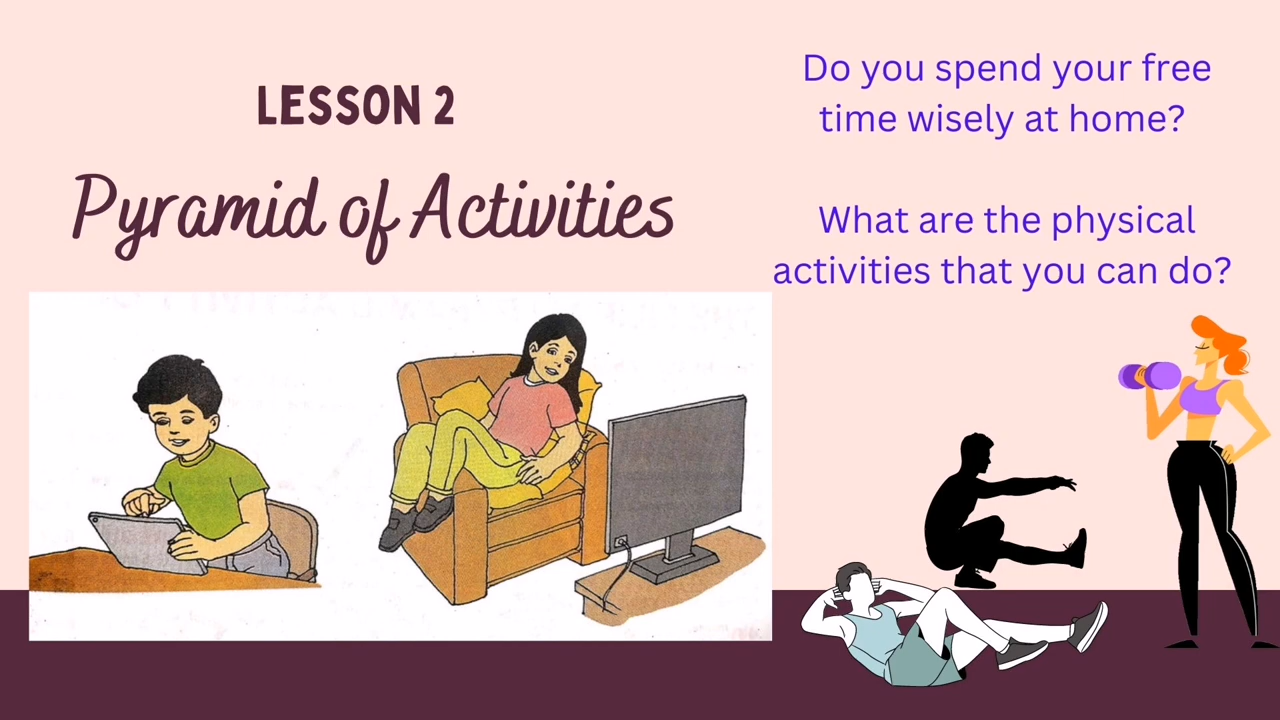 LESSON 2
Pyramid of Activities
Do you spend your free
time wisely at home?
What are the physical
activities that you can do?